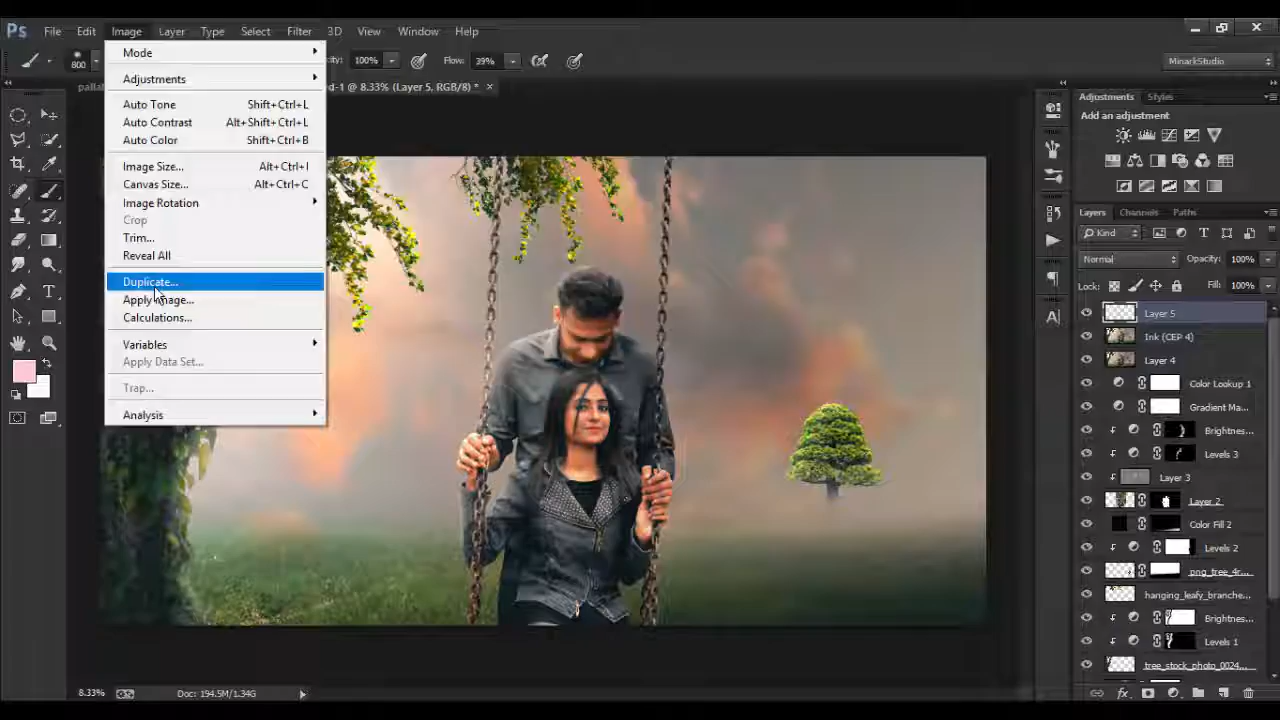 Ps File Edit Image Layer Type Select Filter 3D View Window Help
800 100% Flow: 39% MinarkStudio
d-1 @ 8.33% (Layer 5, RGB/8) *
Mode
Adjustments
Auto Tone Shift+Ctrl+L
Auto Contrast Alt+Shift+Ctrl+L
Auto Color Shift+Ctrl+B
Image Size... Alt+Ctrl+I
Canvas Size... Alt+Ctrl+C
Image Rotation
Crop
Trim...
Reveal All
Duplicate...
Apply Image...
Calculations...
Variables
Apply Data Set...
Trap...
Analysis
Adjustments Styles
Add an adjustment
Layers Channels Paths
Kind
Normal Opacity: 100%
Lock: Fill: 100%
Layer 5
Ink (CEP 4)
Layer 4
Color Lookup 1
Gradient Ma...
Brightnes...
Levels 3
Layer 3
Layer 2
Color Fill 2
Levels 2
png_tree_4r...
hanging_leafy_branche...
Brightnes...
Levels 1
tree_stock_photo_0024...
8.33% Doc: 194.5M/1.34G